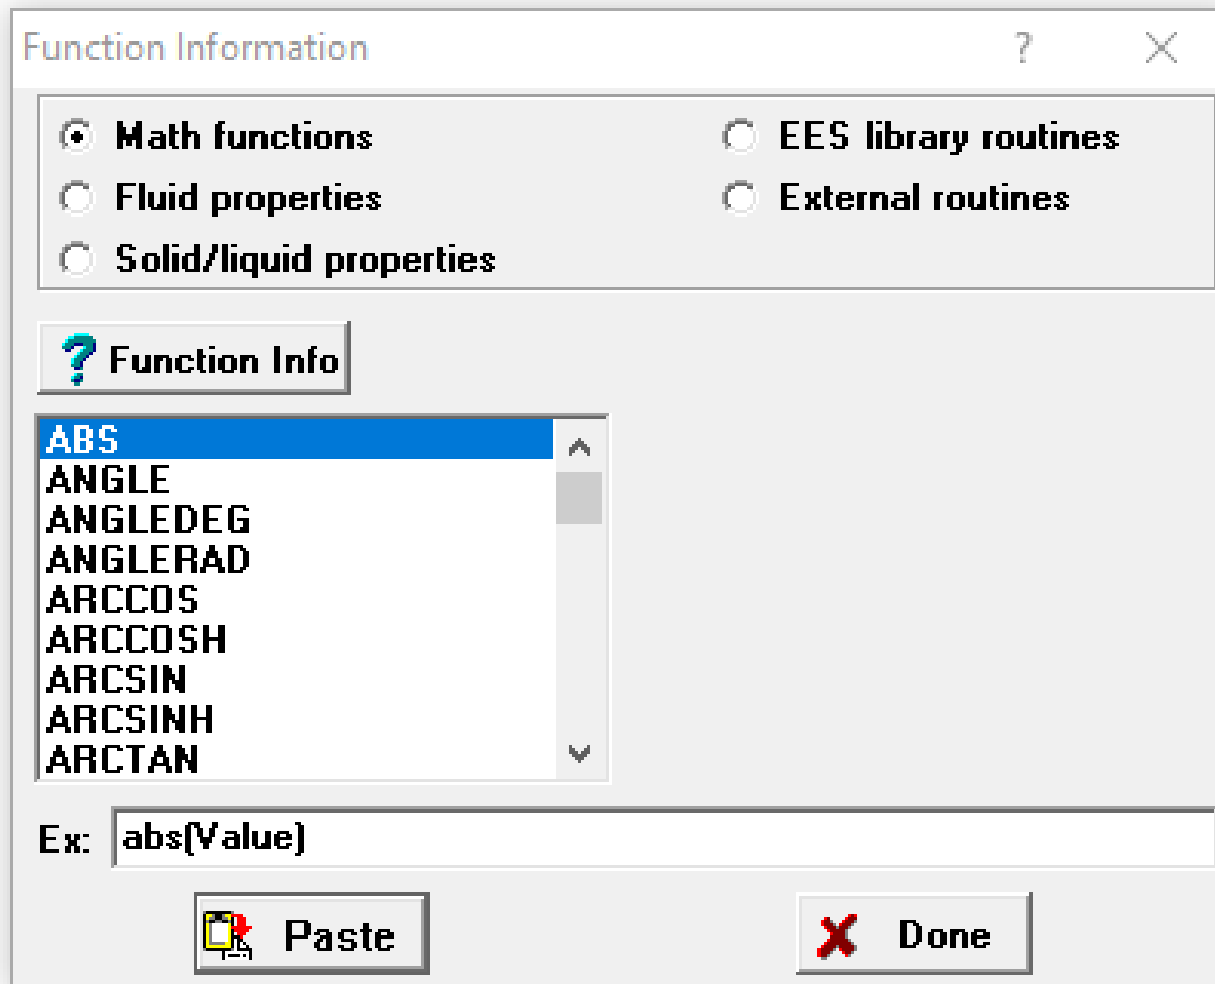 Function Information
Math functions
EES library routines
Fluid properties
External routines
Solid/liquid properties
Function Info
ABS
ANGLE
ANGLEDEG
ANGLERAD
ARCCOS
ARCCOSH
ARCSIN
ARCSINH
ARCTAN
Ex: abs(Value)
Paste
Done